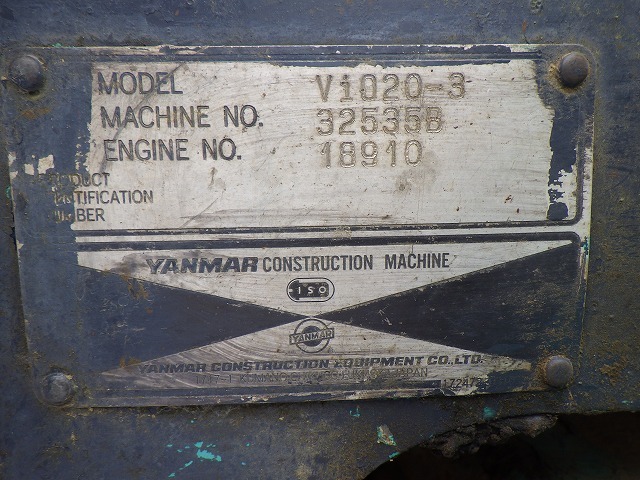 MODEL ViO20-3
MACHINE NO. 32535B
ENGINE NO. 18910
PRODUCT
IDENTIFICATION
NUMBER
YANMAR CONSTRUCTION MACHINE
ISO
YANMAR
YANMAR CONSTRUCTION EQUIPMENT CO., LTD.
JAPAN